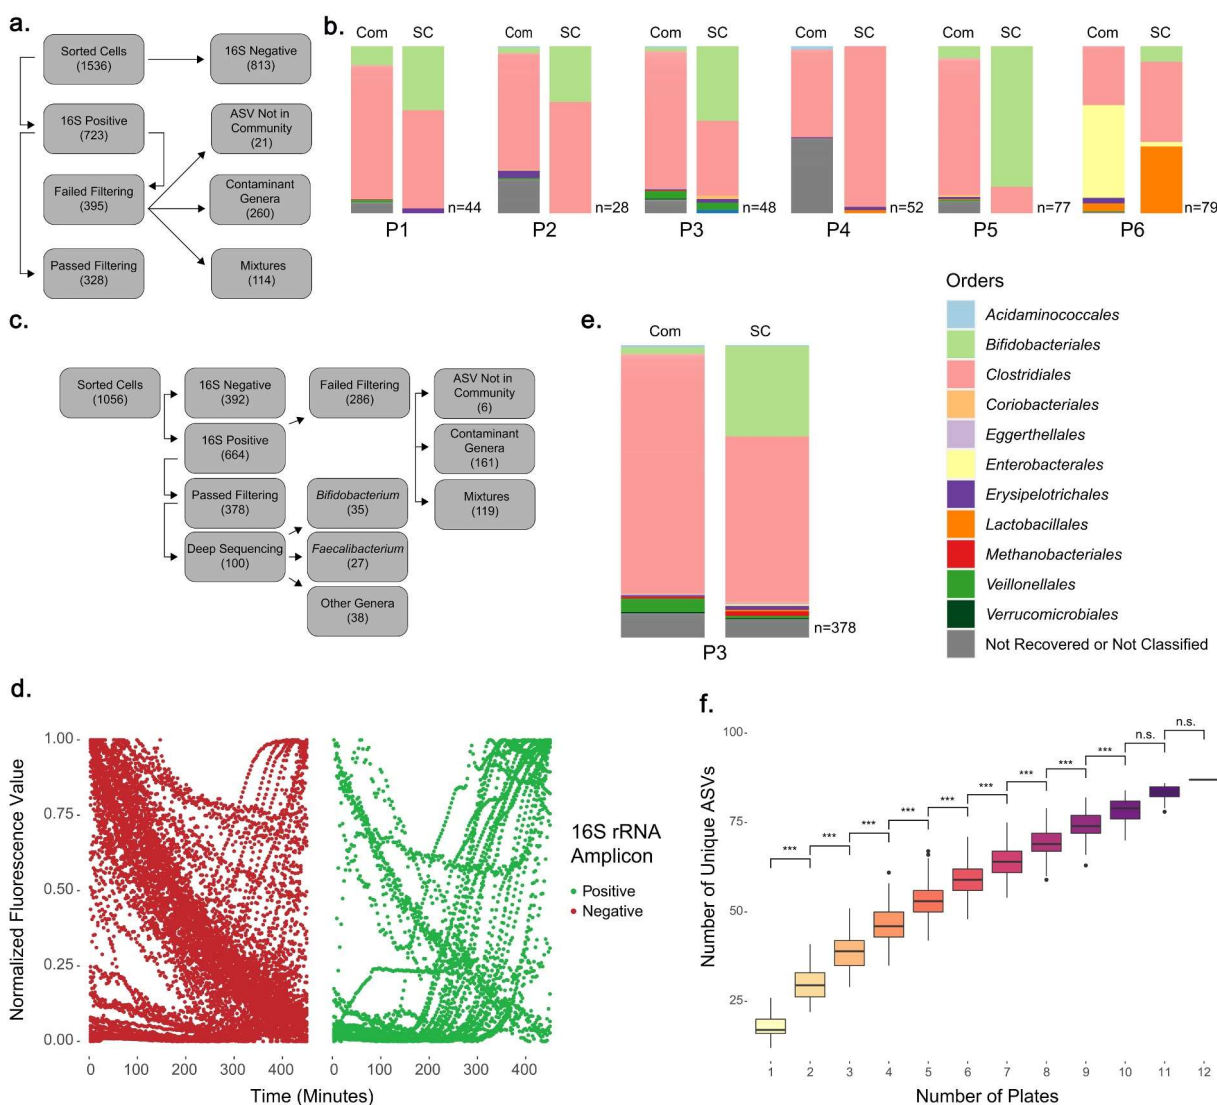 a.
Sorted Cells
(1536)
16S Negative
(813)
16S Positive
(723)
ASV Not in
Community
(21)
Failed Filtering
(395)
Contaminant
Genera
(260)
Passed Filtering
(328)
Mixtures
(114)
b.
Com SC
n=44
P1
Com SC
n=28
P2
Com SC
n=48
P3
Com SC
n=52
P4
Com SC
n=77
P5
Com SC
n=79
P6
c.
Sorted Cells
(1056)
16S Negative
(392)
Failed Filtering
(286)
ASV Not in
Community
(6)
16S Positive
(664)
Contaminant
Genera
(161)
Passed Filtering
(378)
Bifidobacterium
(35)
Mixtures
(119)
Deep Sequencing
(100)
Faecalibacterium
(27)
Other Genera
(38)
e.
Com SC
n=378
P3
Orders
Acidaminococcales
Bifidobacteriales
Clostridiales
Coriobacteriales
Eggerthellales
Enterobacterales
Erysipelotrichales
Lactobacillales
Methanobacteriales
Veillonellales
Verrucomicrobiales
Not Recovered or Not Classified
d.
Normalized Fluorescence Value
1.00
0.75
0.50
0.25
0.00
0 100 200 300 400
0 100 200 300 400
Time (Minutes)
16S rRNA
Amplicon
Positive
Negative
f.
Number of Unique ASVs
100
75
50
25
*** *** *** *** *** *** *** *** *** n.s. n.s.
1 2 3 4 5 6 7 8 9 10 11 12
Number of Plates